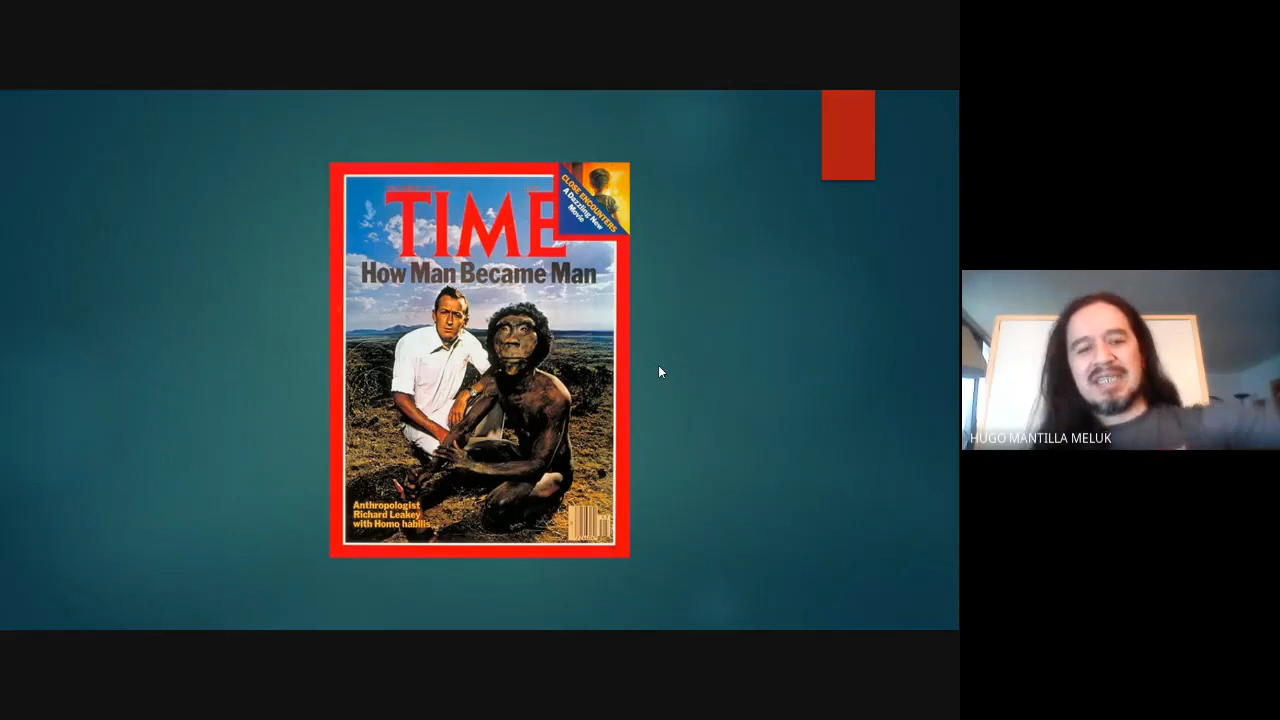 CLOSE ENCOUNTERS
A Dazzling New
Movie
TIME
How Man Became Man
Anthropologist
Richard Leakey
with Homo habilis
HUGO MANTILLA MELUK